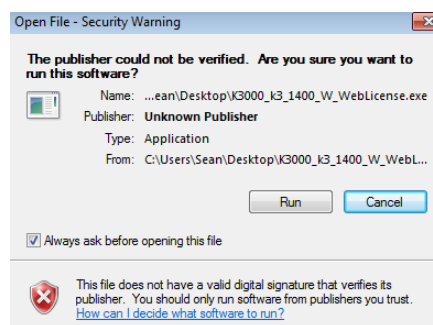 Open File - Security Warning
The publisher could not be verified. Are you sure you want to
run this software?
Name: ...ean\Desktop\K3000_k3_1400_W_WebLicense.exe
Publisher: Unknown Publisher
Type: Application
From: C:\Users\Sean\Desktop\K3000_k3_1400_W_WebL...
Run Cancel
Always ask before opening this file
This file does not have a valid digital signature that verifies its
publisher. You should only run software from publishers you trust.
How can I decide what software to run?